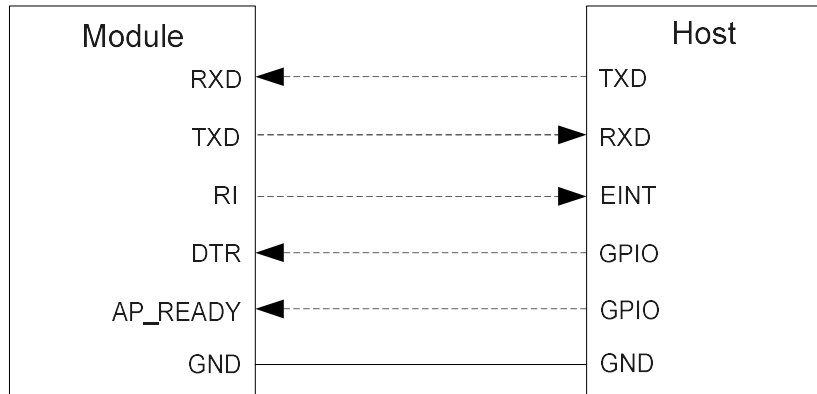 Module
Host
RXD
TXD
TXD
RXD
RI
EINT
DTR
GPIO
AP_READY
GPIO
GND
GND